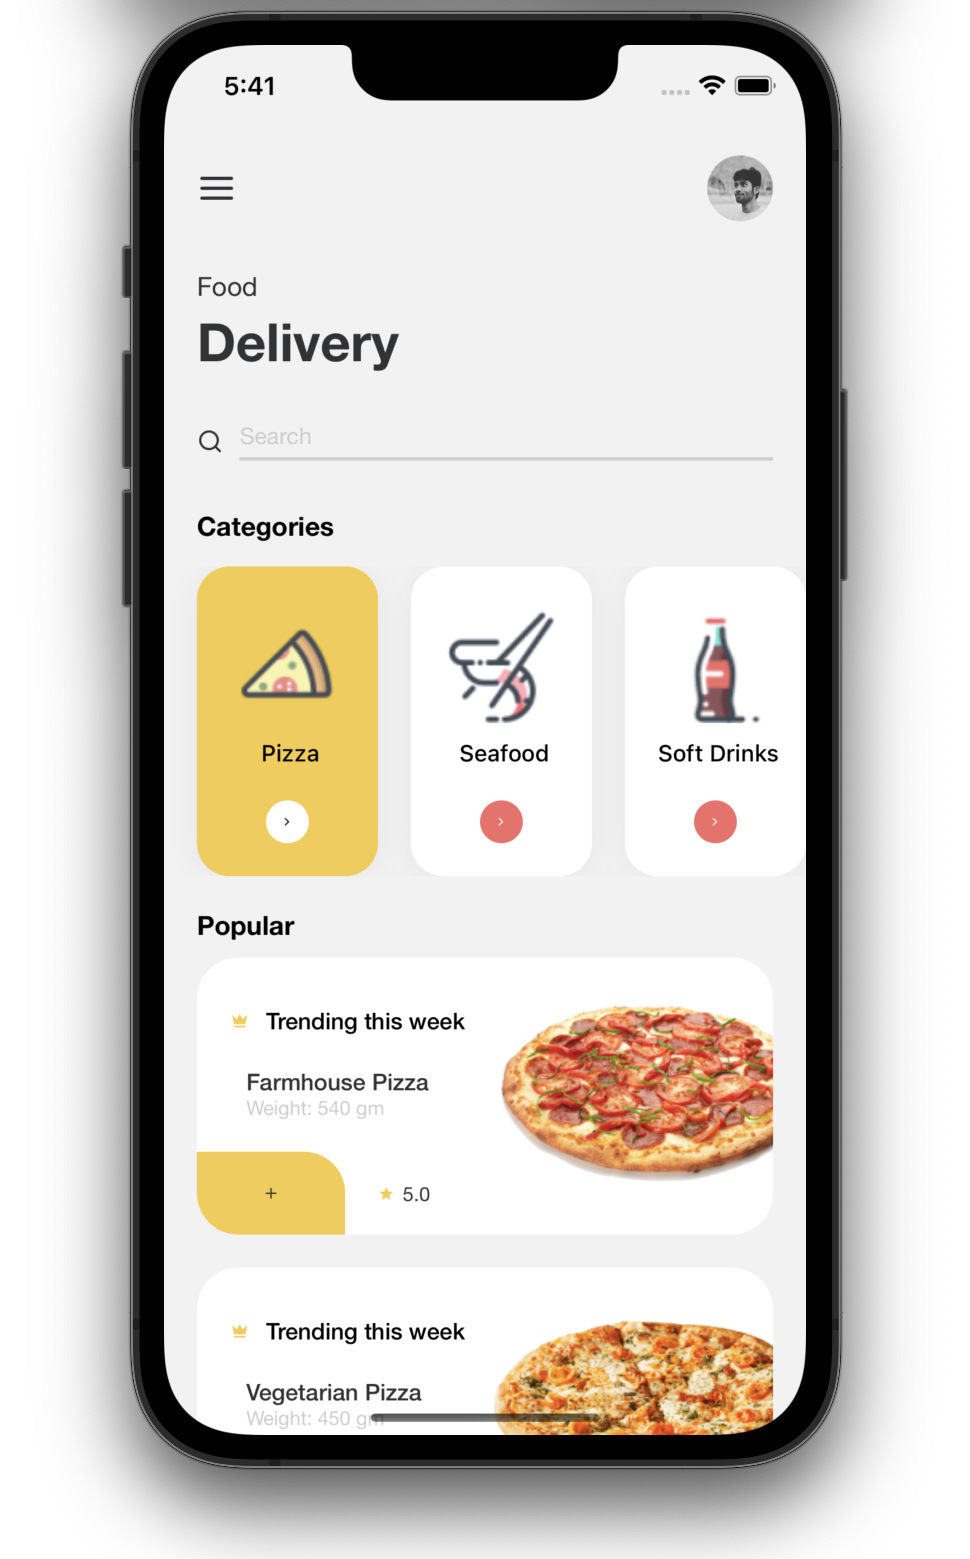 5:41
Food
Delivery
Search
Categories
Pizza
Seafood
Soft Drinks
Popular
Trending this week
Farmhouse Pizza
Weight: 540 gm
+
5.0
Trending this week
Vegetarian Pizza
Weight: 450 gm